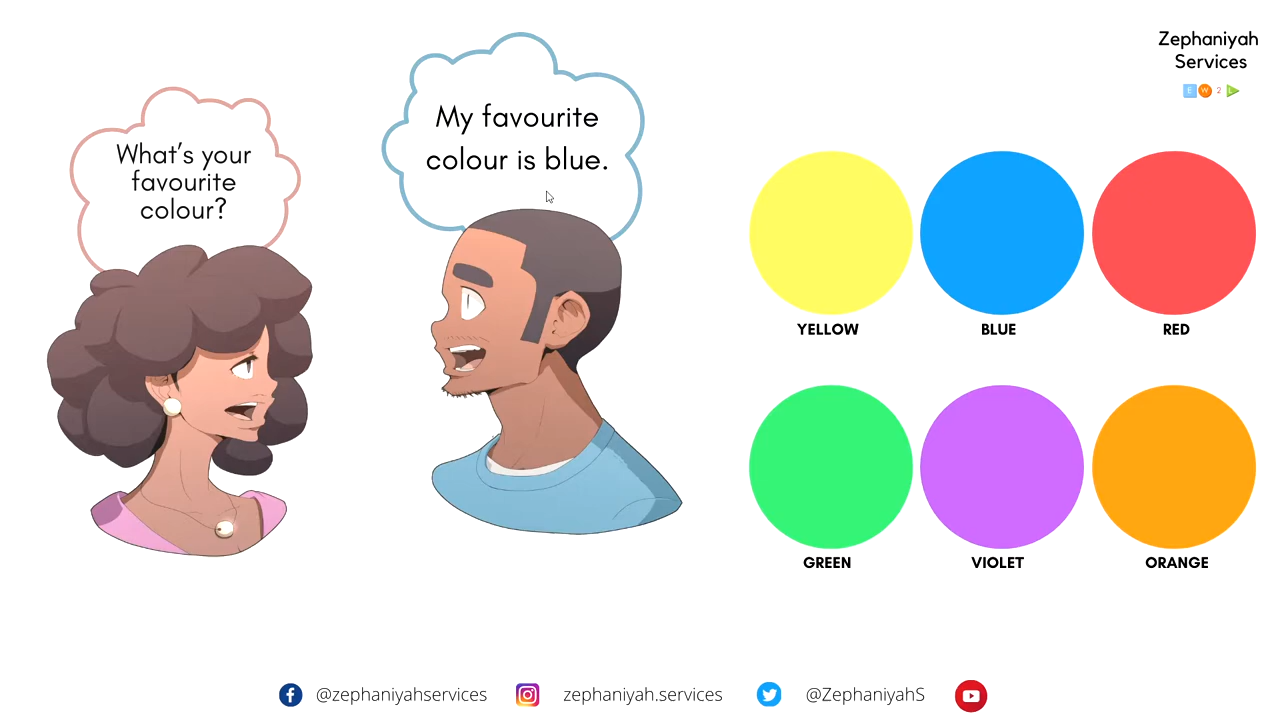 Zephaniyah
Services
E W 2 L
What's your
favourite
colour?
My favourite
colour is blue.
YELLOW
BLUE
RED
GREEN
VIOLET
ORANGE
@zephaniyahservices
zephaniyah.services
@ZephaniyahS